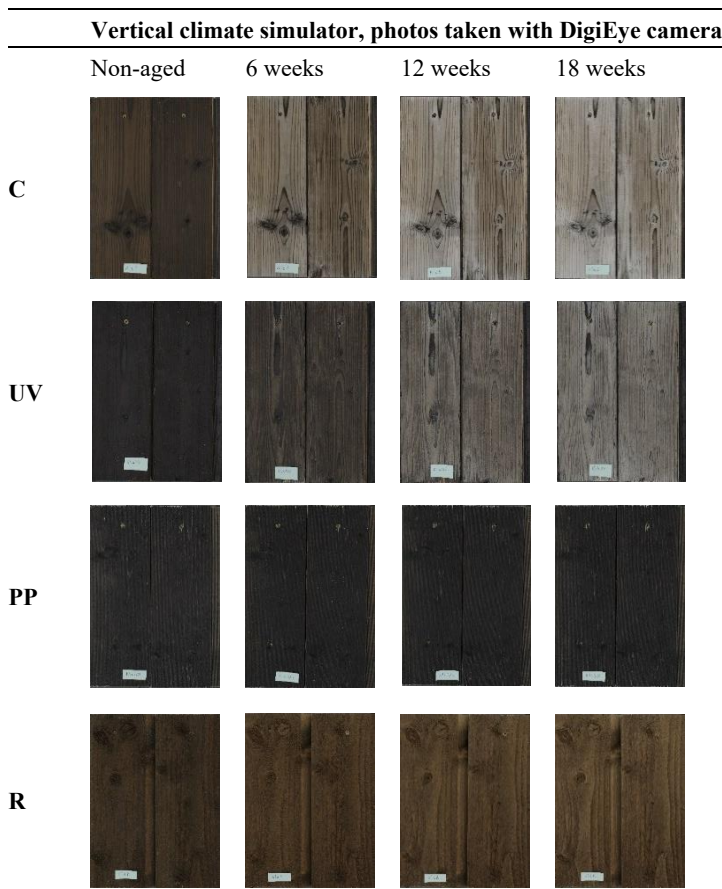 Vertical climate simulator, photos taken with DigiEye camera
Non-aged 6 weeks 12 weeks 18 weeks
C
UV
PP
R